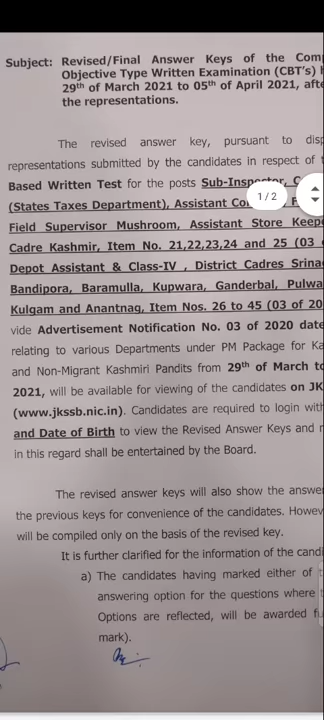 Subject: Revised/Final Answer Keys of the Com
Objective Type Written Examination (CBT's)
29th of March 2021 to 05th of April 2021, afte
the representations.
The revised answer key, pursuant to disp
representations submitted by the candidates in respect of
Based Written Test for the posts Sub-Inspector,
(States Taxes Department), Assistant
Field Supervisor Mushroom, Assistant Store Keep
Cadre Kashmir, Item No. 21,22,23,24 and 25 (03
Depot Assistant & Class-IV , District Cadres Srina
Bandipora, Baramulla, Kupwara, Ganderbal, Pulwa
Kulgam and Anantnag, Item Nos. 26 to 45 (03 of 20
vide Advertisement Notification No. 03 of 2020 date
relating to various Departments under PM Package for Ka
and Non-Migrant Kashmiri Pandits from 29th of March to
2021, will be available for viewing of the candidates on JK
(www.jkssb.nic.in). Candidates are required to login with
and Date of Birth to view the Revised Answer Keys and
in this regard shall be entertained by the Board.
The revised answer keys will also show the answe
the previous keys for convenience of the candidates. Howev
will be compiled only on the basis of the revised key.
It is further clarified for the information of the candi
a) The candidates having marked either of
answering option for the questions where
Options are reflected, will be awarded fu
mark).
1/2